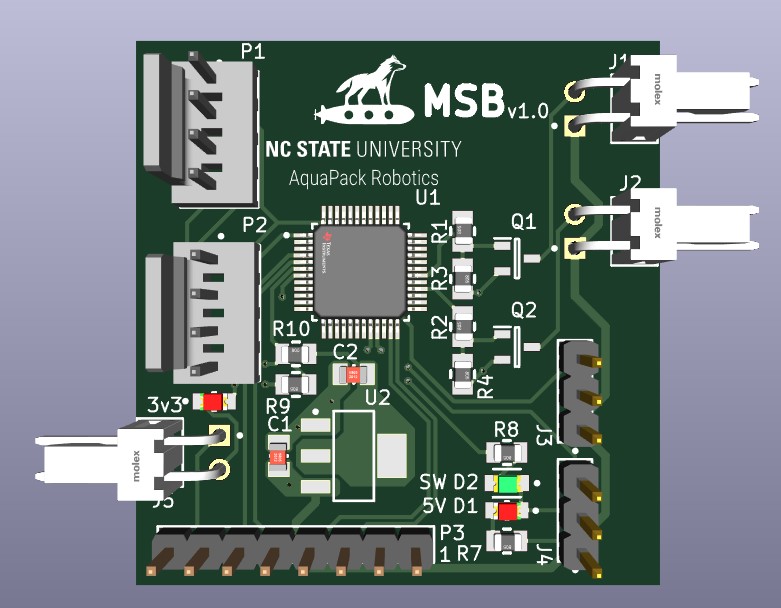 P1
J1
molex
MSB v1.0
NC STATE UNIVERSITY
AquaPack Robotics
J2
molex
U1
P2
R1
Q1
Texas
Instruments
R3
R2
Q2
R10
C2
R4
3v3
R9
U2
C1
J3
R8
molex
J5
SW D2
5V D1
P3
1
R7
J4